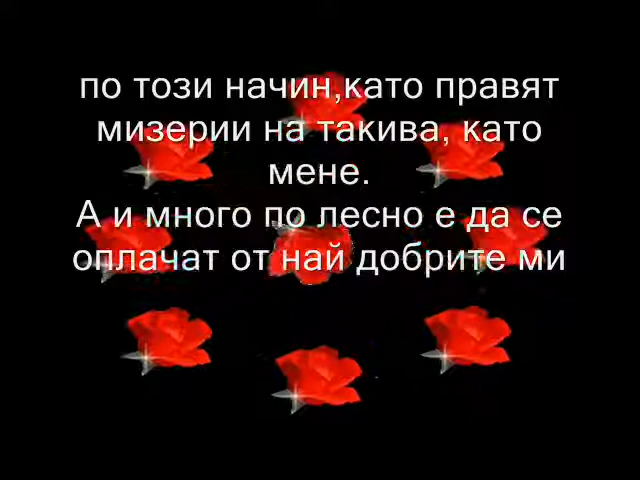 по този начин,като правят
мизерии на такива, като
мене.
А и много по лесно е да се
оплачат от най добрите ми